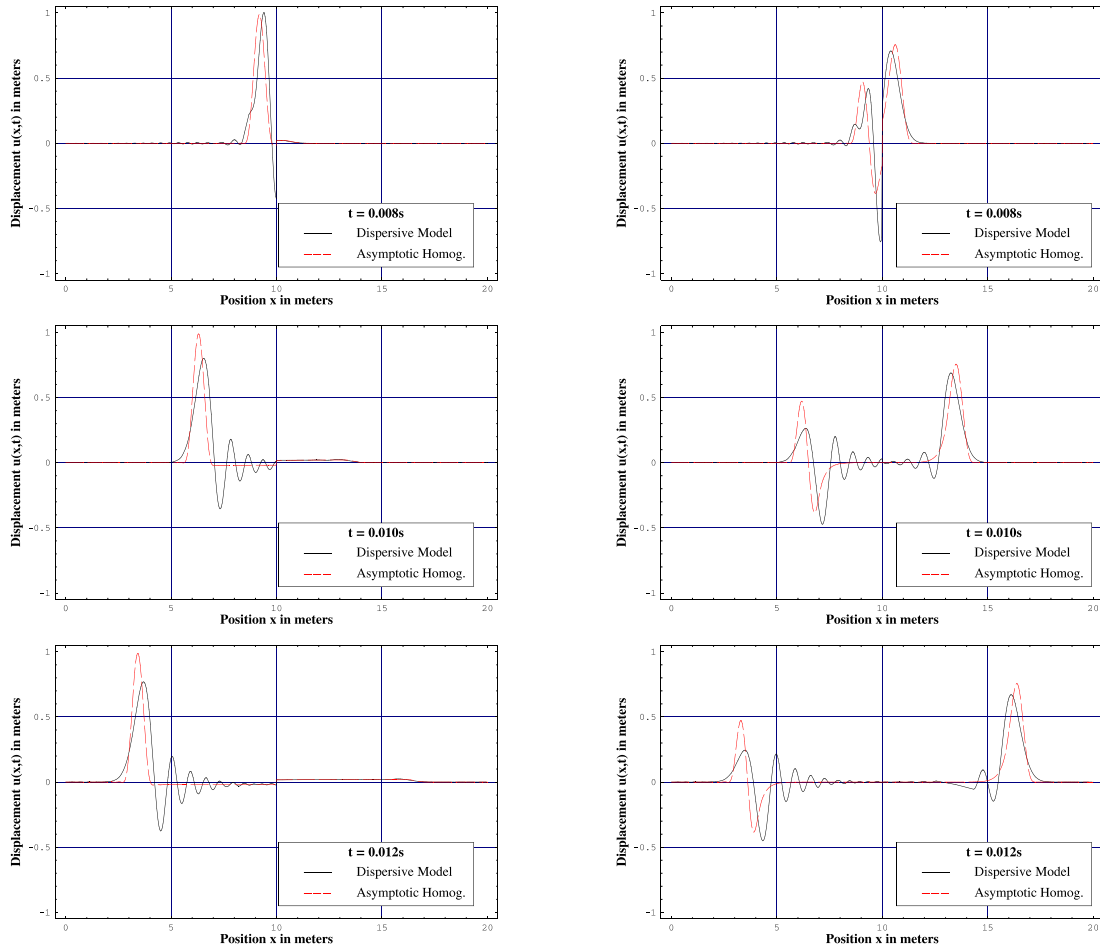 Displacement u(x,t) in meters
1
0.5
0
-0.5
-1
0 5 10 15 20
Position x in meters
t = 0.008s
Dispersive Model
Asymptotic Homog.
Displacement u(x,t) in meters
1
0.5
0
-0.5
-1
0 5 10 15 20
Position x in meters
t = 0.008s
Dispersive Model
Asymptotic Homog.
Displacement u(x,t) in meters
1
0.5
0
-0.5
-1
0 5 10 15 20
Position x in meters
t = 0.010s
Dispersive Model
Asymptotic Homog.
Displacement u(x,t) in meters
1
0.5
0
-0.5
-1
0 5 10 15 20
Position x in meters
t = 0.010s
Dispersive Model
Asymptotic Homog.
Displacement u(x,t) in meters
1
0.5
0
-0.5
-1
0 5 10 15 20
Position x in meters
t = 0.012s
Dispersive Model
Asymptotic Homog.
Displacement u(x,t) in meters
1
0.5
0
-0.5
-1
0 5 10 15 20
Position x in meters
t = 0.012s
Dispersive Model
Asymptotic Homog.